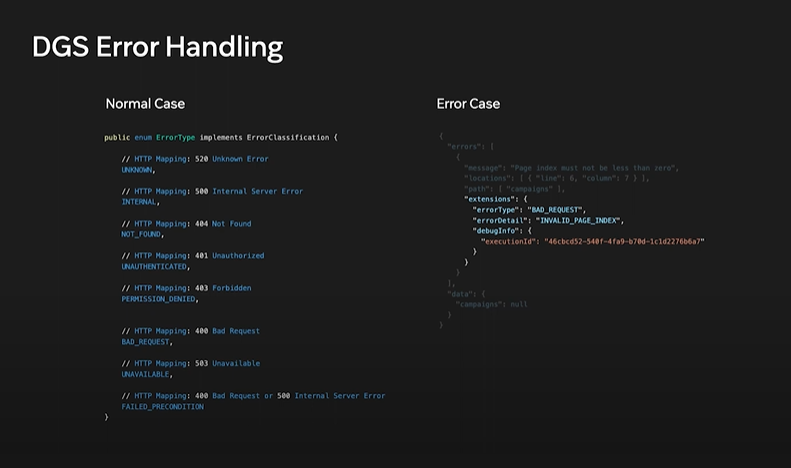 DGS Error Handling
Normal Case
public enum ErrorType implements ErrorClassification {
// HTTP Mapping: 520 Unknown Error
UNKNOWN,
// HTTP Mapping: 500 Internal Server Error
INTERNAL,
// HTTP Mapping: 404 Not Found
NOT_FOUND,
// HTTP Mapping: 401 Unauthorized
UNAUTHENTICATED,
// HTTP Mapping: 403 Forbidden
PERMISSION_DENIED,
// HTTP Mapping: 400 Bad Request
BAD_REQUEST,
// HTTP Mapping: 503 Unavailable
UNAVAILABLE,
// HTTP Mapping: 400 Bad Request or 500 Internal Server Error
FAILED_PRECONDITION
}
Error Case
{
"errors": [
{
"message": "Page index must not be less than zero",
"locations": [ { "line": 6, "column": 7 } ],
"path": [ "campaigns" ],
"extensions": {
"errorType": "BAD_REQUEST",
"errorDetail": "INVALID_PAGE_INDEX",
"debugInfo": {
"executionId": "46cbcd52-540f-4fa9-b70d-1c1d2276b6a7"
}
}
}
],
"data": {
"campaigns": null
}
}